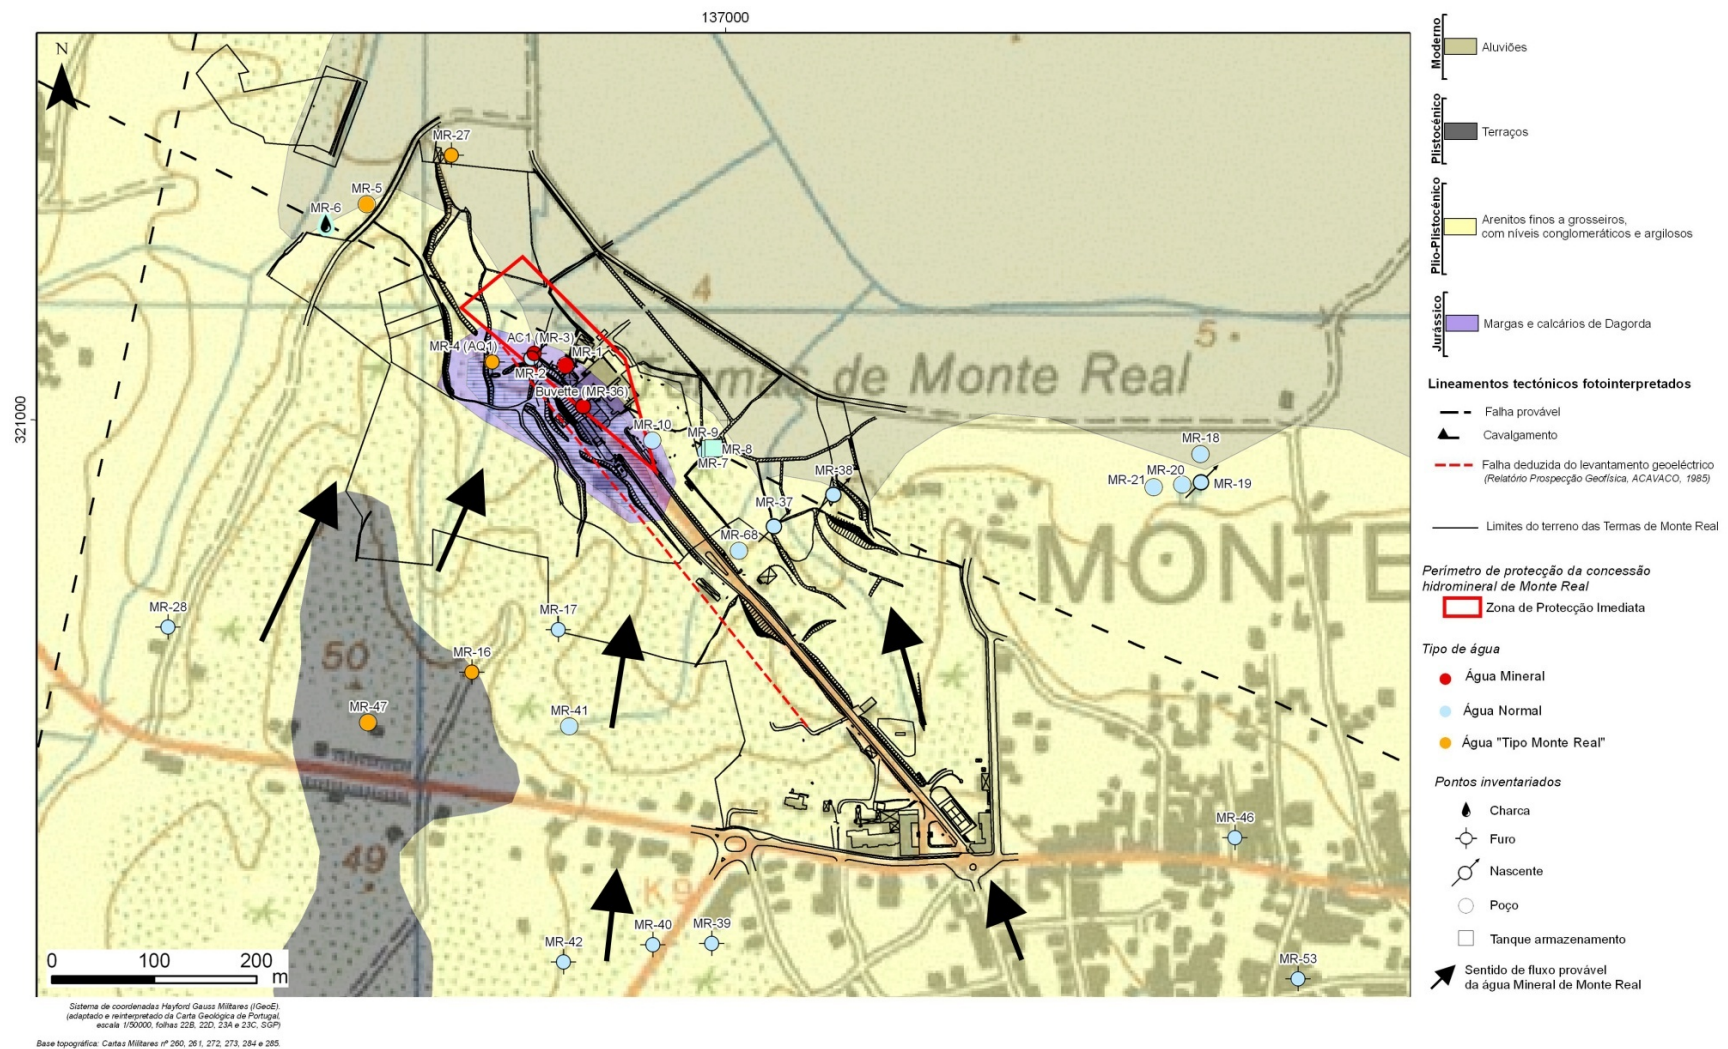 137000
321000
N
MR-27
MR-5
MR-6
4
5
AC1 (MR-3)
MR-4 (AQ1)
MR-1
MR-2
Termas de Monte Real
Buvette (MR-36)
MR-10
MR-9
MR-8
MR-7
MR-38
MR-18
MR-20
MR-21
MR-19
MR-37
MR-68
MONTE
MR-28
MR-17
50
MR-16
MR-47
MR-41
MR-46
49
K9
MR-42
MR-40
MR-39
MR-53
0 100 200 m
Sistema de coordenadas Hayford Gauss Militares (IGeoE).
(adaptado e reinterpretado da Carta Geológica de Portugal,
escala 1/50000, folhas 22B, 22D, 23A e 23C, SGP)
Base topográfica: Cartas Militares nº 260, 261, 272, 273, 284 e 285.
Moderno
Aluviões
Plistocénico
Terraços
Plio-Plistocénico
Arenitos finos a grosseiros,
com níveis conglomeráticos e argilosos
Jurássico
Margas e calcários de Dagorda
Lineamentos tectónicos fotointerpretados
Falha provável
Cavalgamento
Falha deduzida do levantamento geoeléctrico
(Relatório Prospecção Geofísica, ACAVACO, 1985)
Limites do terreno das Termas de Monte Real
Perímetro de protecção da concessão
hidromineral de Monte Real
Zona de Protecção Imediata
Tipo de água
Água Mineral
Água Normal
Água "Tipo Monte Real"
Pontos inventariados
Charca
Furo
Nascente
Poço
Tanque armazenamento
Sentido de fluxo provável
da água Mineral de Monte Real